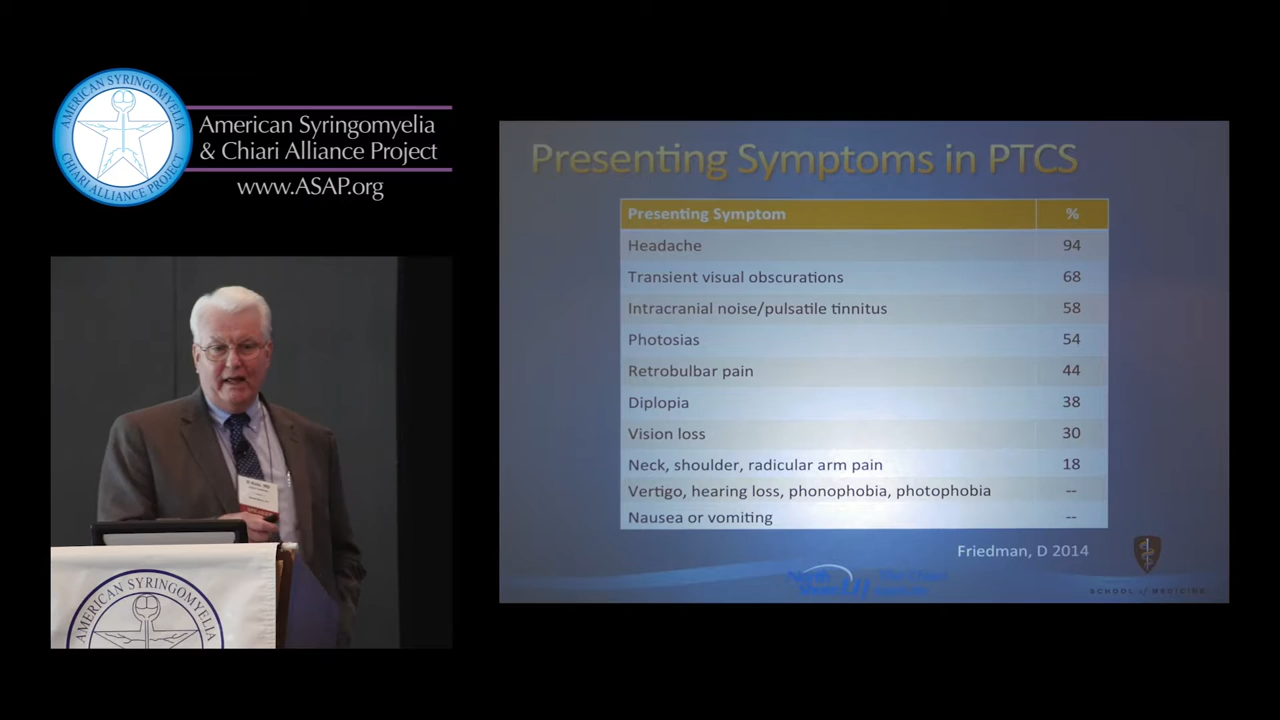 AMERICAN SYRINGOMYELIA
CHIARI ALLIANCE PROJECT
American Syringomyelia
& Chiari Alliance Project
www.ASAP.org
Presenting Symptoms in PTCS
Presenting Symptom %
Headache 94
Transient visual obscurations 68
Intracranial noise/pulsatile tinnitus 58
Photosias 54
Retrobulbar pain 44
Diplopia 38
Vision loss 30
Neck, shoulder, radicular arm pain 18
Vertigo, hearing loss, phonophobia, photophobia --
Nausea or vomiting --
Friedman, D 2014
North
Shore LIJ
SCHOOL of MEDICINE
AMERICAN SYRINGOMYELIA